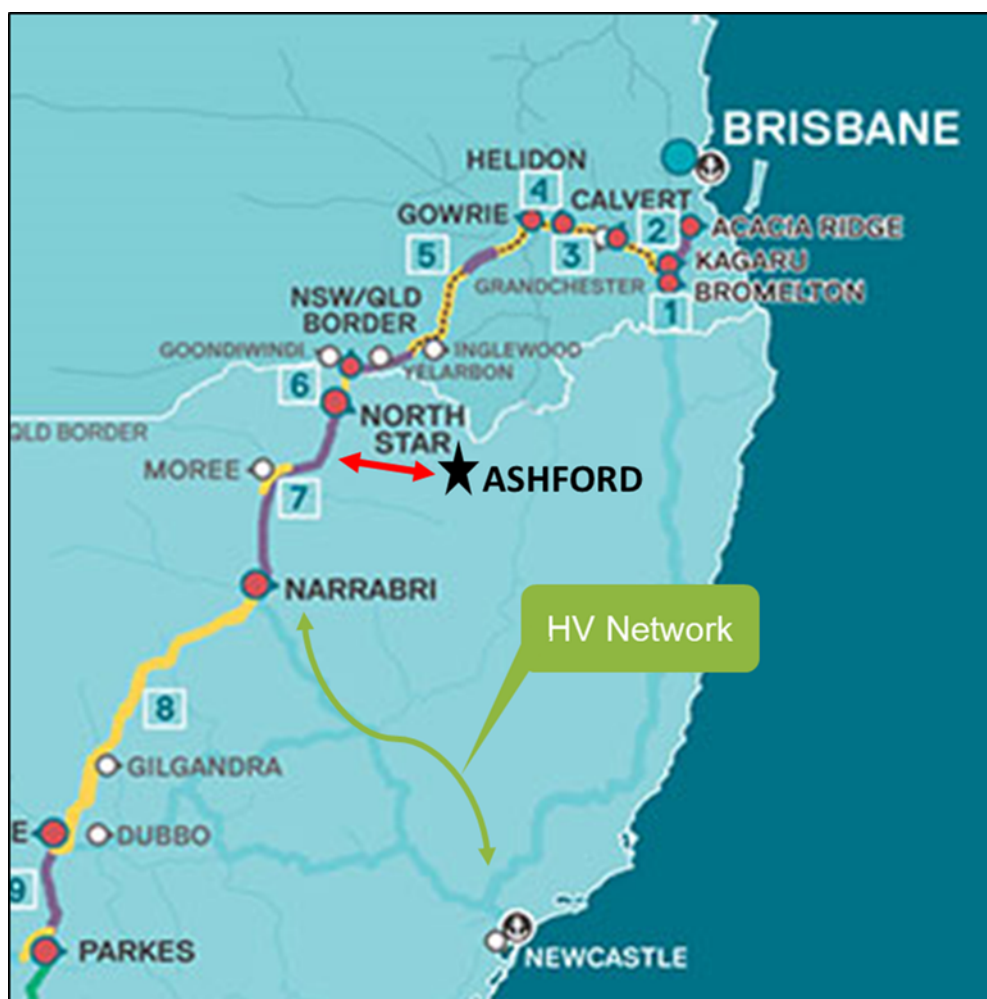 BRISBANE
HELIDON
4
CALVERT
GOWRIE
2
ACACIA RIDGE
5
3
KAGARU
GRANDCHESTER
BROMELTON
NSW/QLD
BORDER
1
GOONDIWINDI
INGLEWOOD
YELARBON
6
NORTH
STAR
QLD BORDER
MOREE
ASHFORD
7
NARRABRI
HV Network
8
GILGANDRA
E
DUBBO
9
PARKES
NEWCASTLE